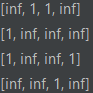 [inf, 1, 1, inf]
[1, inf, inf, inf]
[1, inf, inf, 1]
[inf, inf, 1, inf]